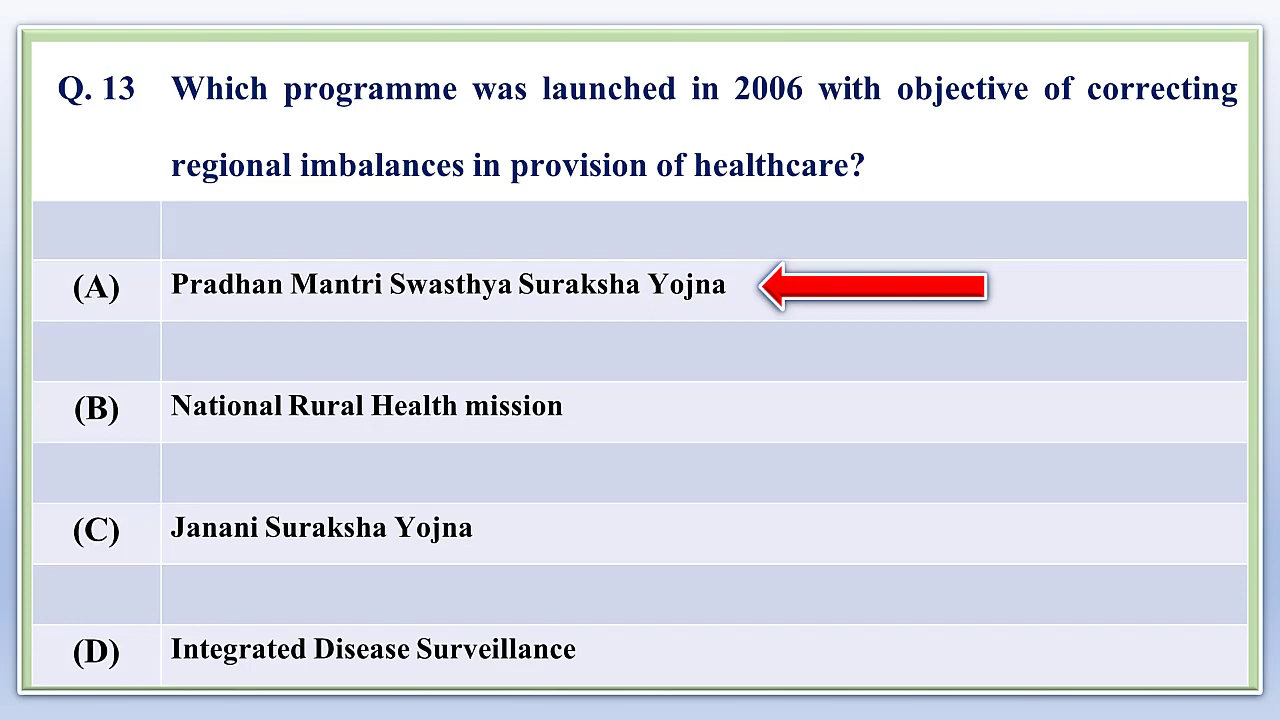 Q. 13 Which programme was launched in 2006 with objective of correcting
regional imbalances in provision of healthcare?
(A) Pradhan Mantri Swasthya Suraksha Yojna
(B) National Rural Health mission
(C) Janani Suraksha Yojna
(D) Integrated Disease Surveillance